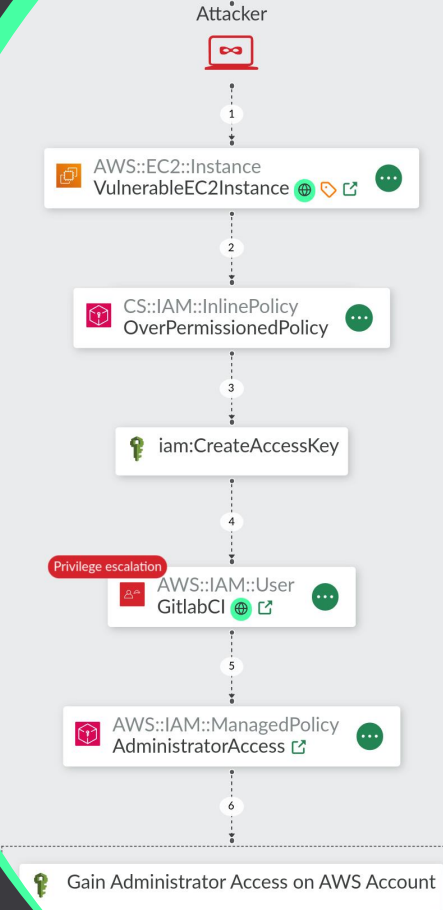 Attacker
1
AWS::EC2::Instance
VulnerableEC2Instance
2
CS::IAM::InlinePolicy
OverPermissionedPolicy
3
iam:CreateAccessKey
4
Privilege escalation
AWS::IAM::User
GitlabCI
5
AWS::IAM::ManagedPolicy
AdministratorAccess
6
Gain Administrator Access on AWS Account